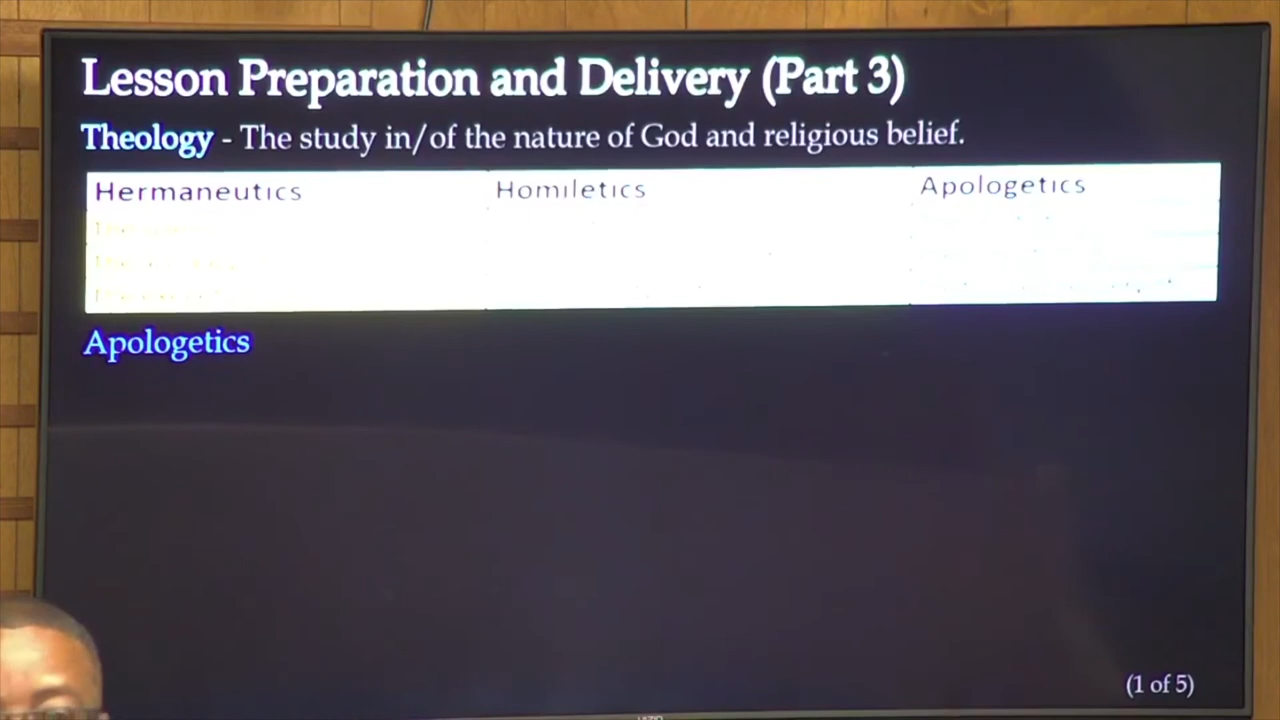 Lesson Preparation and Delivery (Part 3)
Theology - The study in/of the nature of God and religious belief.
Hermaneutics Homiletics Apologetics
Apologetics
(1 of 5)
VIZIO